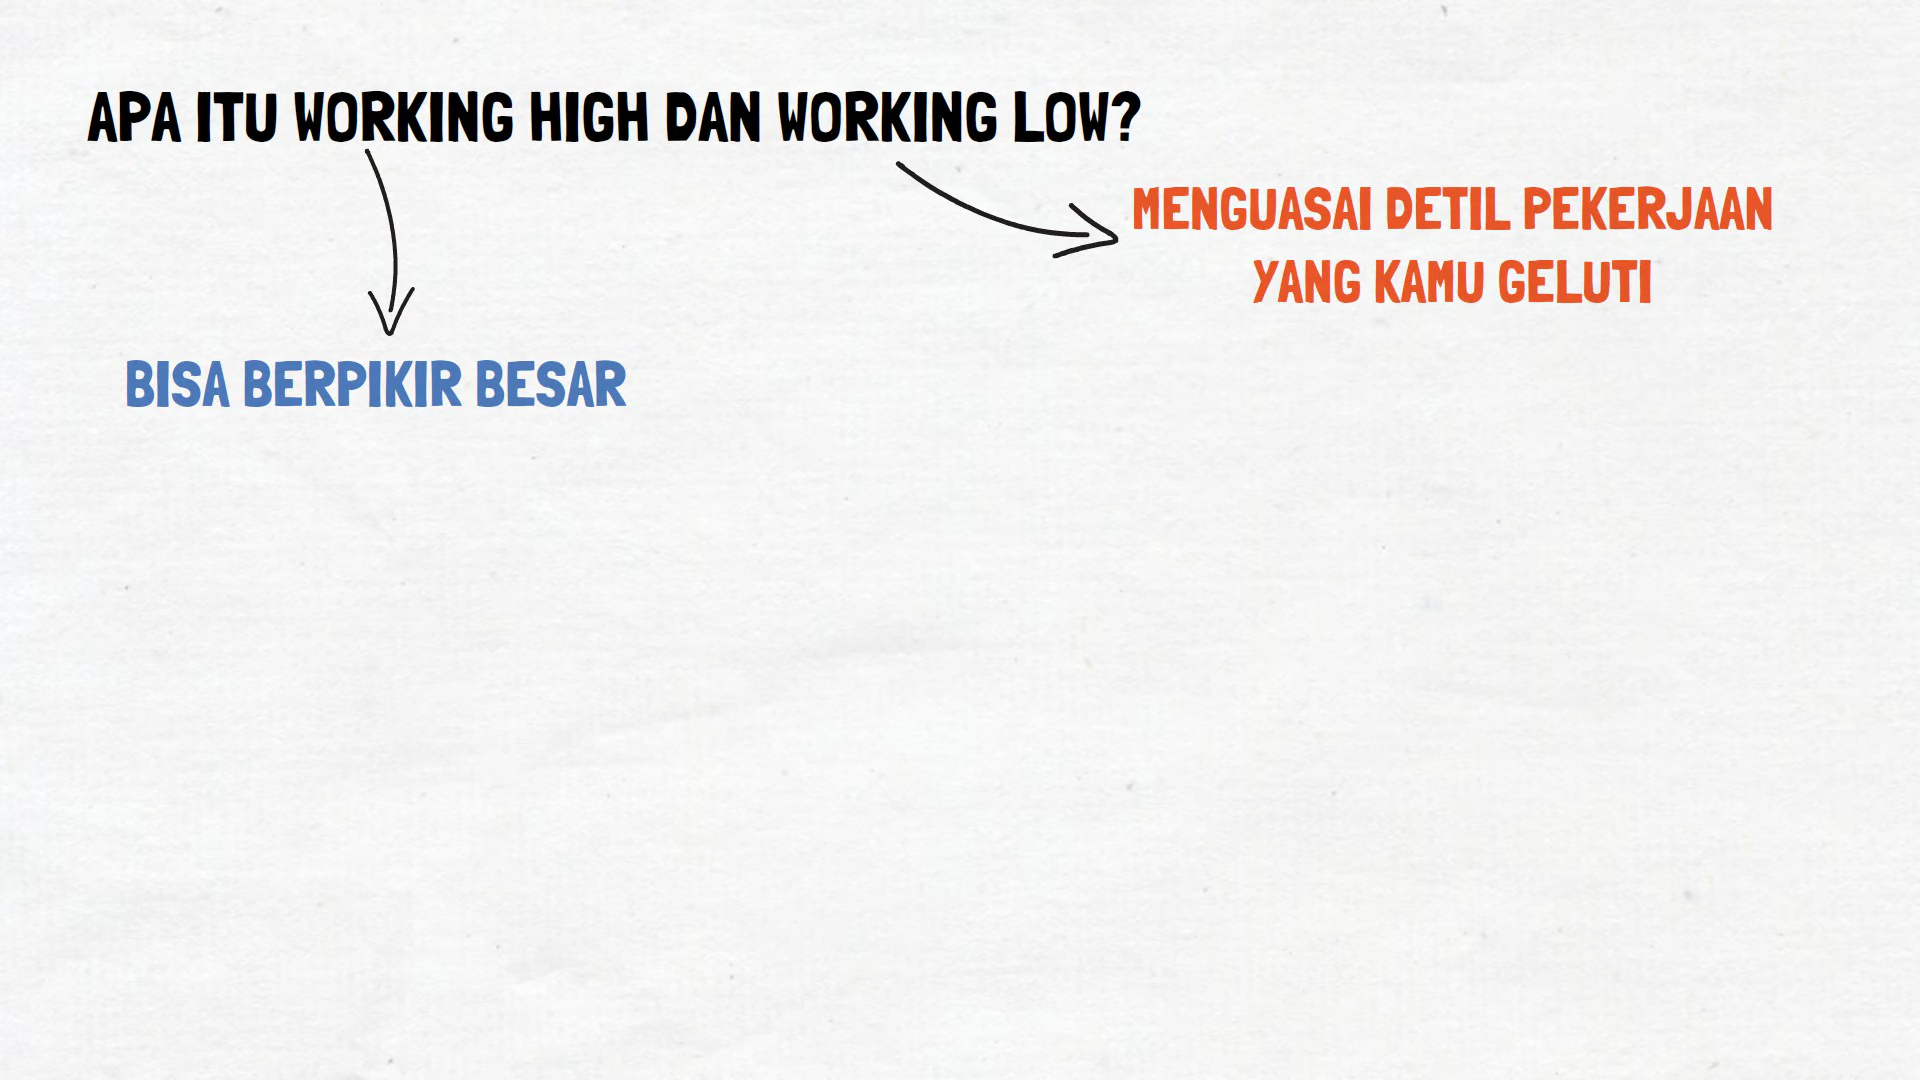 APA ITU WORKING HIGH DAN WORKING LOW?
MENGUASAI DETIL PEKERJAAN
YANG KAMU GELUTI
BISA BERPIKIR BESAR